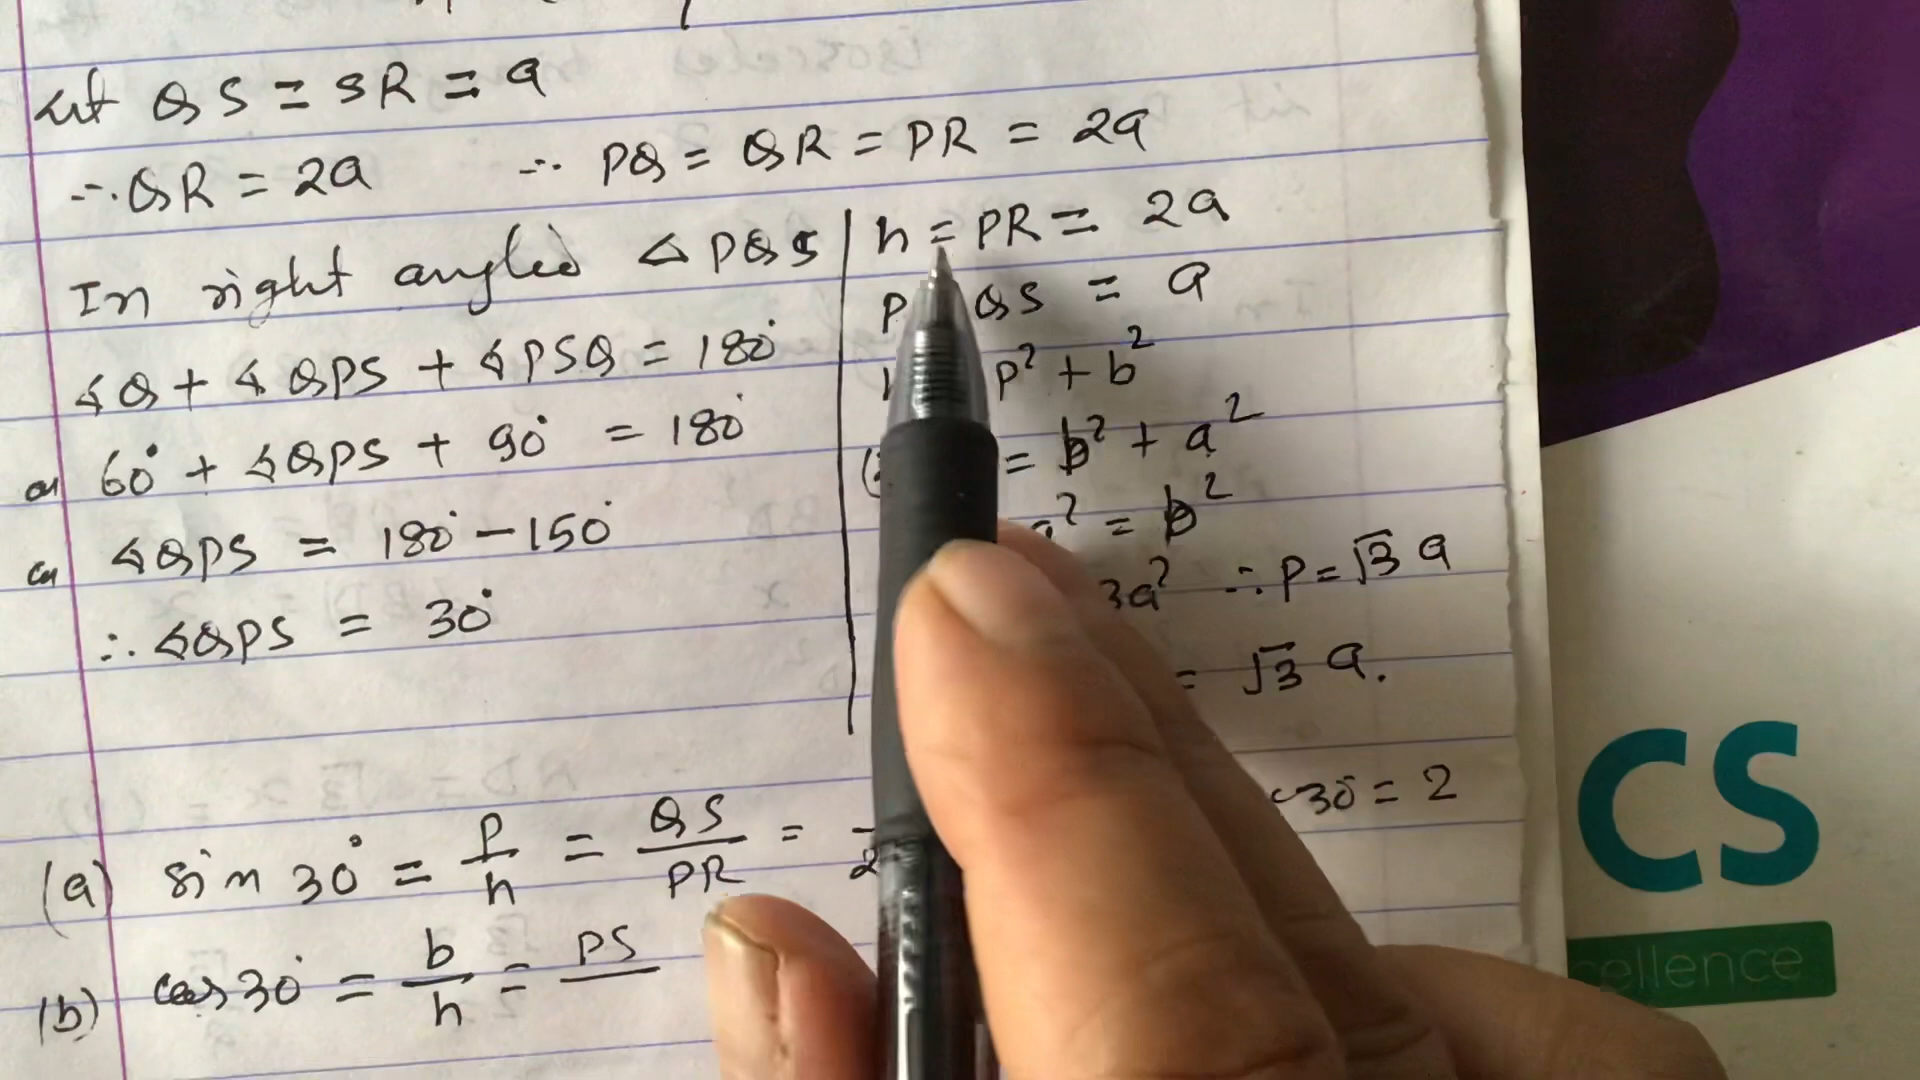 Let QS = SR = a
∴ QR = 2a ∴ PQ = QR = PR = 2a
In right angled △ PQS
∢Q + ∢QPS + ∢PSQ = 180°
or 60° + ∢QPS + 90° = 180°
or ∢QPS = 180° − 150°
∴ ∢QPS = 30°
h = PR = 2a
P QS = a
p² + b²
= b² + a²
a² = b²
3a² ∴ P = √3 a
= √3 a.
30° = 2
(a) sin 30° = P/h = QS/PR =
(b) cos 30° = b/h = PS
CS
cellence